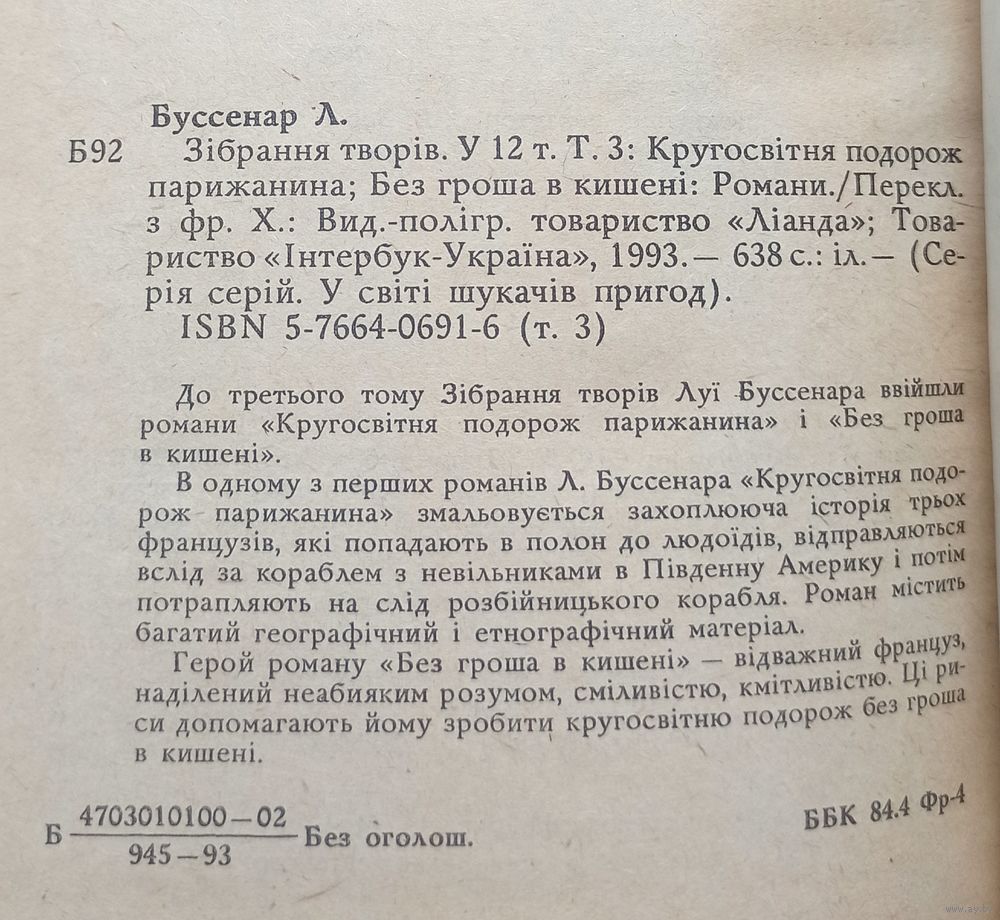 Буссенар Л.
Б92 Зібрання творів. У 12 т. Т. 3: Кругосвітня подорож
парижанина; Без гроша в кишені: Романи./Перекл.
з фр. Х.: Вид.-полігр. товариство «Ліанда»; Това-
риство «Інтербук-Україна», 1993.— 638 с.: іл.— (Се-
рія серій. У світі шукачів пригод).
ISBN 5-7664-0691-6 (т. 3)
До третього тому Зібрання творів Луї Буссенара ввійшли
романи «Кругосвітня подорож парижанина» і «Без гроша
в кишені».
В одному з перших романів Л. Буссенара «Кругосвітня подо-
рож парижанина» змальовується захоплююча історія трьох
французів, які попадають в полон до людоїдів, відправляються
вслід за кораблем з невільниками в Південну Америку і потім
потрапляють на слід розбійницького корабля. Роман містить
багатий географічний і етнографічний матеріал.
Герой роману «Без гроша в кишені» — відважний француз,
наділений неабияким розумом, сміливістю, кмітливістю. Ці ри-
си допомагають йому зробити кругосвітню подорож без гроша
в кишені.
Б 4703010100—02
945—93
Без оголош.
ББК 84.4 Фр-4
www.ay.by